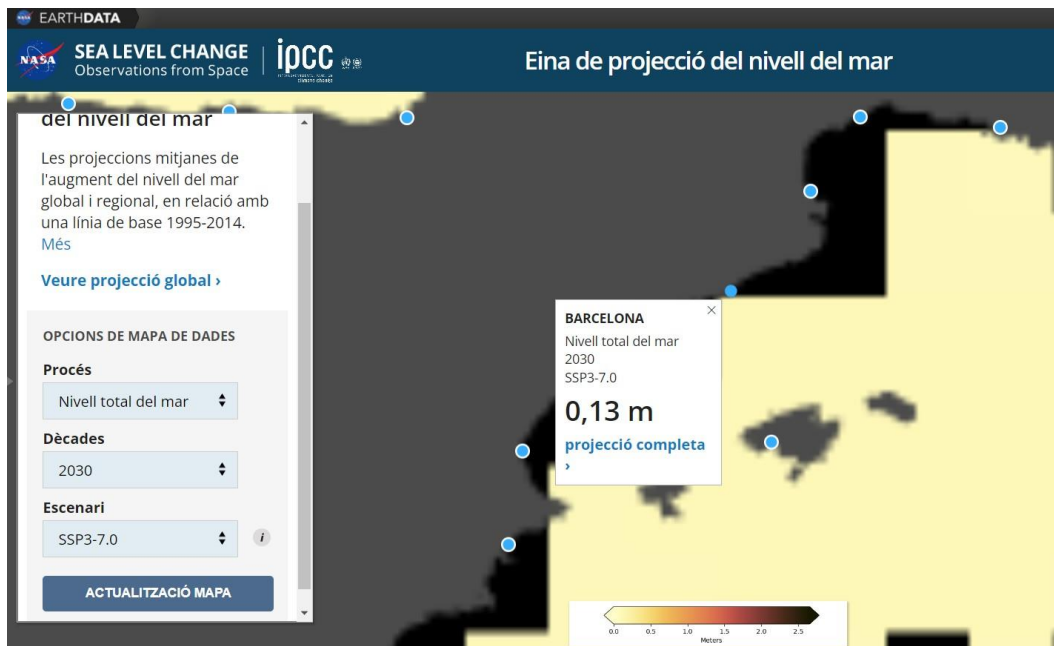 EARTHDATA
NASA
SEA LEVEL CHANGE
Observations from Space
ipcc
Eina de projecció del nivell del mar
del nivell del mar
Les projeccions mitjanes de
l'augment del nivell del mar
global i regional, en relació amb
una línia de base 1995-2014.
Més
Veure projecció global ›
OPCIONS DE MAPA DE DADES
Procés
Nivell total del mar
Dècades
2030
Escenari
SSP3-7.0
i
ACTUALITZACIÓ MAPA
BARCELONA
Nivell total del mar
2030
SSP3-7.0
0,13 m
projecció completa
›
0.0 0.5 1.0 1.5 2.0 2.5
Meters